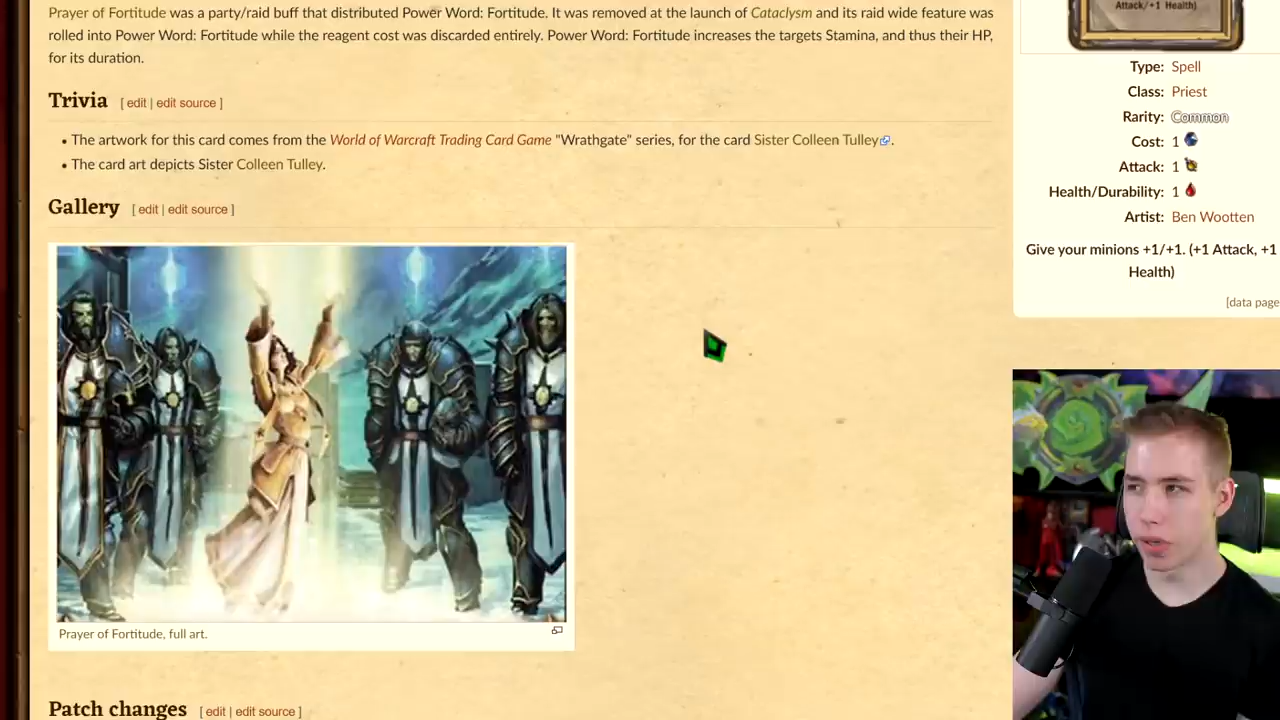 Prayer of Fortitude was a party/raid buff that distributed Power Word: Fortitude. It was removed at the launch of Cataclysm and its raid wide feature was
rolled into Power Word: Fortitude while the reagent cost was discarded entirely. Power Word: Fortitude increases the targets Stamina, and thus their HP,
for its duration.
Trivia [ edit | edit source ]
• The artwork for this card comes from the World of Warcraft Trading Card Game "Wrathgate" series, for the card Sister Colleen Tulley.
• The card art depicts Sister Colleen Tulley.
Gallery [ edit | edit source ]
Prayer of Fortitude, full art.
Patch changes [ edit | edit source ]
Attack/+1 Health)
Type: Spell
Class: Priest
Rarity: Common
Cost: 1
Attack: 1
Health/Durability: 1
Artist: Ben Wootten
Give your minions +1/+1. (+1 Attack, +1
Health)
[data page